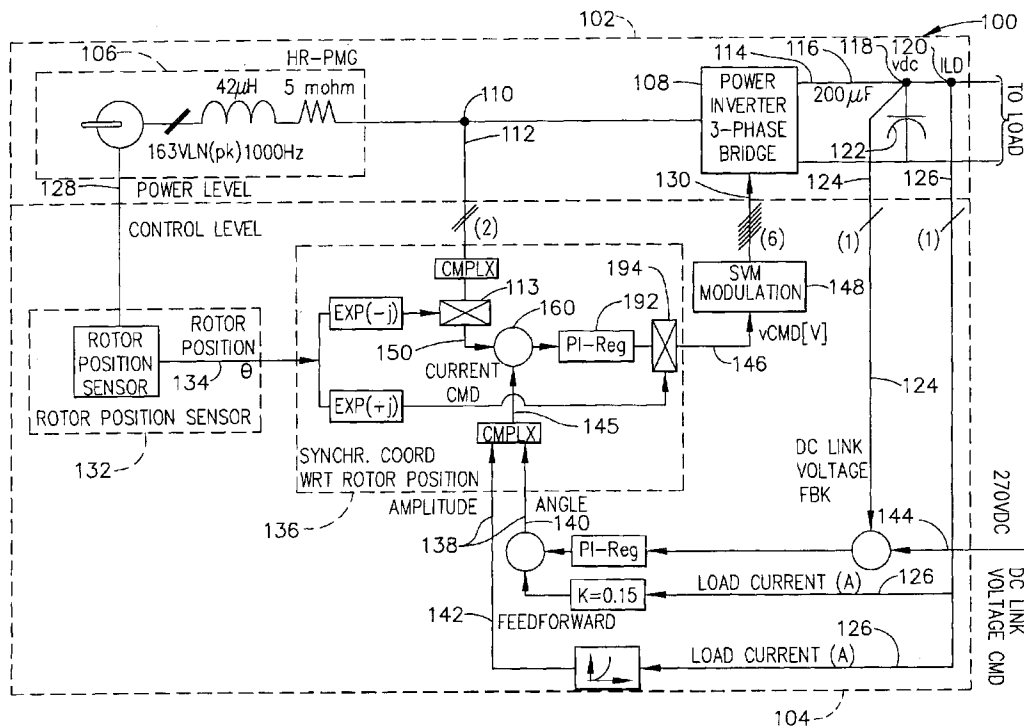 102
100
106
HR-PMG
42μH
5 mohm
163VLN(pk)1000Hz
108
POWER
INVERTER
3-PHASE
BRIDGE
110
112
114
116
118
120
vdc
ILD
200μF
TO LOAD
122
124
126
128
POWER LEVEL
CONTROL LEVEL
130
(2)
(6)
(1)
(1)
CMPLX
113
160
192
194
SVM
MODULATION
148
EXP(-j)
150
PI-Reg
vCMD[V]
146
ROTOR
POSITION
SENSOR
ROTOR
POSITION
θ
134
ROTOR POSITION SENSOR
132
CURRENT
CMD
EXP(+j)
145
CMPLX
SYNCHR. COORD
WRT ROTOR POSITION
136
124
DC LINK
VOLTAGE
FBK
AMPLITUDE
ANGLE
138
140
PI-Reg
144
270VDC
DC LINK
VOLTAGE CMD
K=0.15
LOAD CURRENT (A)
126
142
FEEDFORWARD
LOAD CURRENT (A)
126
104